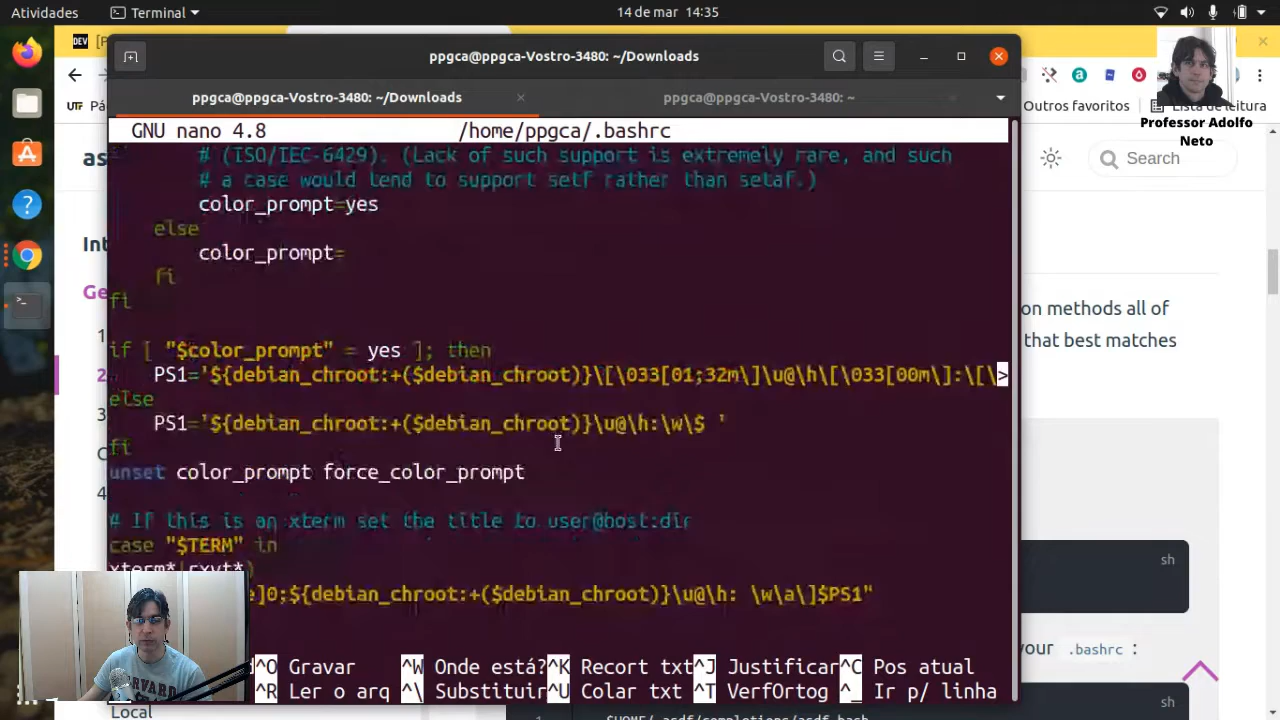 Atividades
Terminal
14 de mar 14:35
DEV
ppgca@ppgca-Vostro-3480: ~/Downloads
ppgca@ppgca-Vostro-3480: ~/Downloads
ppgca@ppgca-Vostro-3480: ~
UTF
Outros favoritos
Lista de leitura
Professor Adolfo
Neto
Search
GNU nano 4.8
/home/ppgca/.bashrc
# (ISO/IEC-6429). (Lack of such support is extremely rare, and such
# a case would tend to support setf rather than setaf.)
color_prompt=yes
else
color_prompt=
fi
fi
if [ "$color_prompt" = yes ]; then
PS1='${debian_chroot:+($debian_chroot)}\[\033[01;32m\]\u@\h\[\033[00m\]:\[\>
else
PS1='${debian_chroot:+($debian_chroot)}\u@\h:\w\$ '
fi
unset color_prompt force_color_prompt
# If this is an xterm set the title to user@host:dir
case "$TERM" in
xterm*|rxvt*)
e]0;${debian_chroot:+($debian_chroot)}\u@\h: \w\a\]$PS1"
^O Gravar ^W Onde está? ^K Recort txt ^J Justificar ^C Pos atual
^R Ler o arq ^\ Substituir ^U Colar txt ^T VerfOrtog ^_ Ir p/ linha
on methods all of
that best matches
sh
your .bashrc :
sh
HARVARD
Local
1